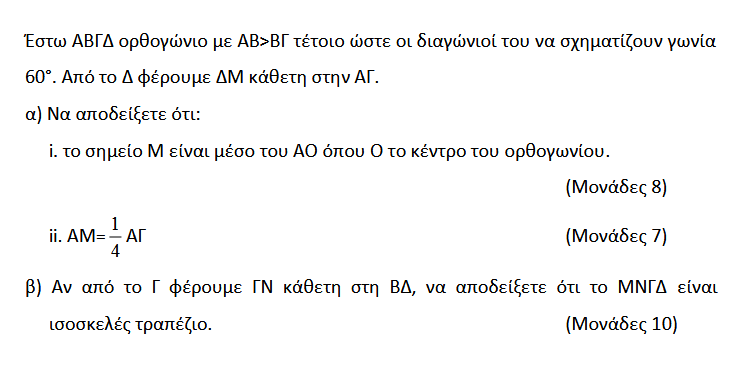 Έστω ΑΒΓΔ ορθογώνιο με ΑΒ>ΒΓ τέτοιο ώστε οι διαγώνιοί του να σχηματίζουν γωνία
60°. Από το Δ φέρουμε ΔΜ κάθετη στην ΑΓ.
α) Να αποδείξετε ότι:
i. το σημείο Μ είναι μέσο του ΑΟ όπου Ο το κέντρο του ορθογωνίου.
(Μονάδες 8)
ii. ΑΜ=1/4 ΑΓ (Μονάδες 7)
β) Αν από το Γ φέρουμε ΓΝ κάθετη στη ΒΔ, να αποδείξετε ότι το ΜΝΓΔ είναι
ισοσκελές τραπέζιο. (Μονάδες 10)